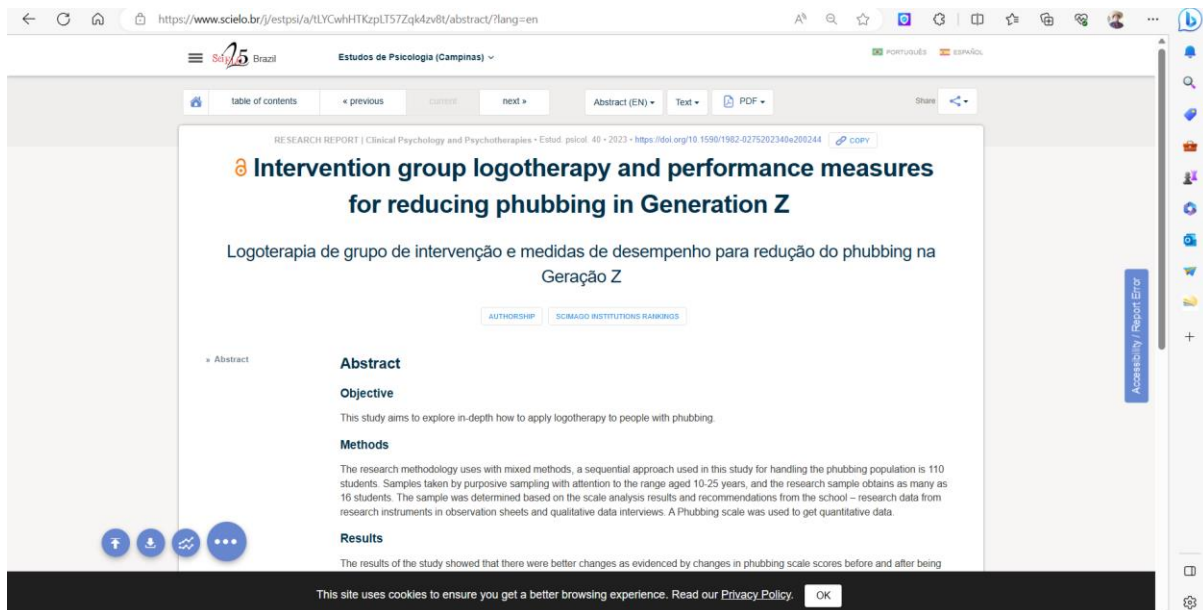 https://www.scielo.br/j/estpsi/a/tLYCwhHTKzpLT57Zqk4zv8t/abstract/?lang=en
SciELO 25 Brazil
Estudos de Psicologia (Campinas)
PORTUGUÊS ESPAÑOL
table of contents « previous current next » Abstract (EN) Text PDF Share
RESEARCH REPORT | Clinical Psychology and Psychotherapies • Estud. psicol. 40 • 2023 • https://doi.org/10.1590/1982-0275202340e200244 COPY
Intervention group logotherapy and performance measures
for reducing phubbing in Generation Z
Logoterapia de grupo de intervenção e medidas de desempenho para redução do phubbing na
Geração Z
AUTHORSHIP SCIMAGO INSTITUTIONS RANKINGS
Abstract
Abstract
Objective
This study aims to explore in-depth how to apply logotherapy to people with phubbing.
Methods
The research methodology uses with mixed methods, a sequential approach used in this study for handling the phubbing population is 110
students. Samples taken by purposive sampling with attention to the range aged 10-25 years, and the research sample obtains as many as
16 students. The sample was determined based on the scale analysis results and recommendations from the school – research data from
research instruments in observation sheets and qualitative data interviews. A Phubbing scale was used to get quantitative data.
Results
The results of the study showed that there were better changes as evidenced by changes in phubbing scale scores before and after being
Accessibility / Report Error
This site uses cookies to ensure you get a better browsing experience. Read our Privacy Policy. OK